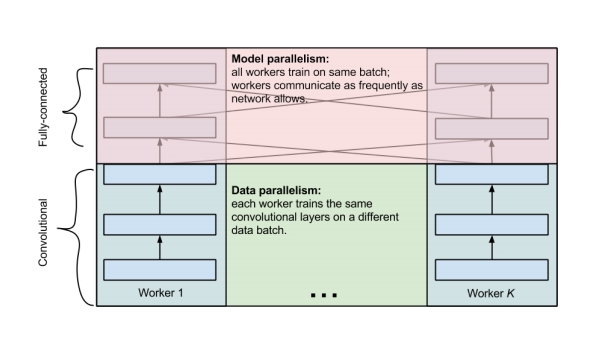 Model parallelism:
all workers train on same batch;
workers communicate as frequently as
network allows.
Fully-connected
Data parallelism:
each worker trains the same
convolutional layers on a different
data batch.
Convolutional
Worker 1
...
Worker K